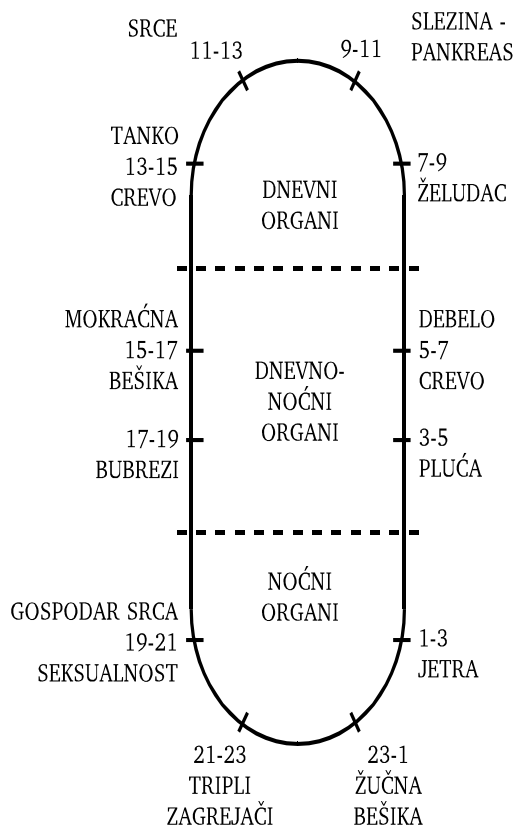 SRCE
11-13
9-11
SLEZINA -
PANKREAS
TANKO
13-15
CREVO
7-9
ŽELUDAC
DNEVNI
ORGANI
MOKRAĆNA
15-17
BEŠIKA
DEBELO
5-7
CREVO
DNEVNO-
NOĆNI
ORGANI
17-19
BUBREZI
3-5
PLUĆA
NOĆNI
ORGANI
GOSPODAR SRCA
19-21
SEKSUALNOST
1-3
JETRA
21-23
TRIPLI
ZAGREJAČI
23-1
ŽUČNA
BEŠIKA